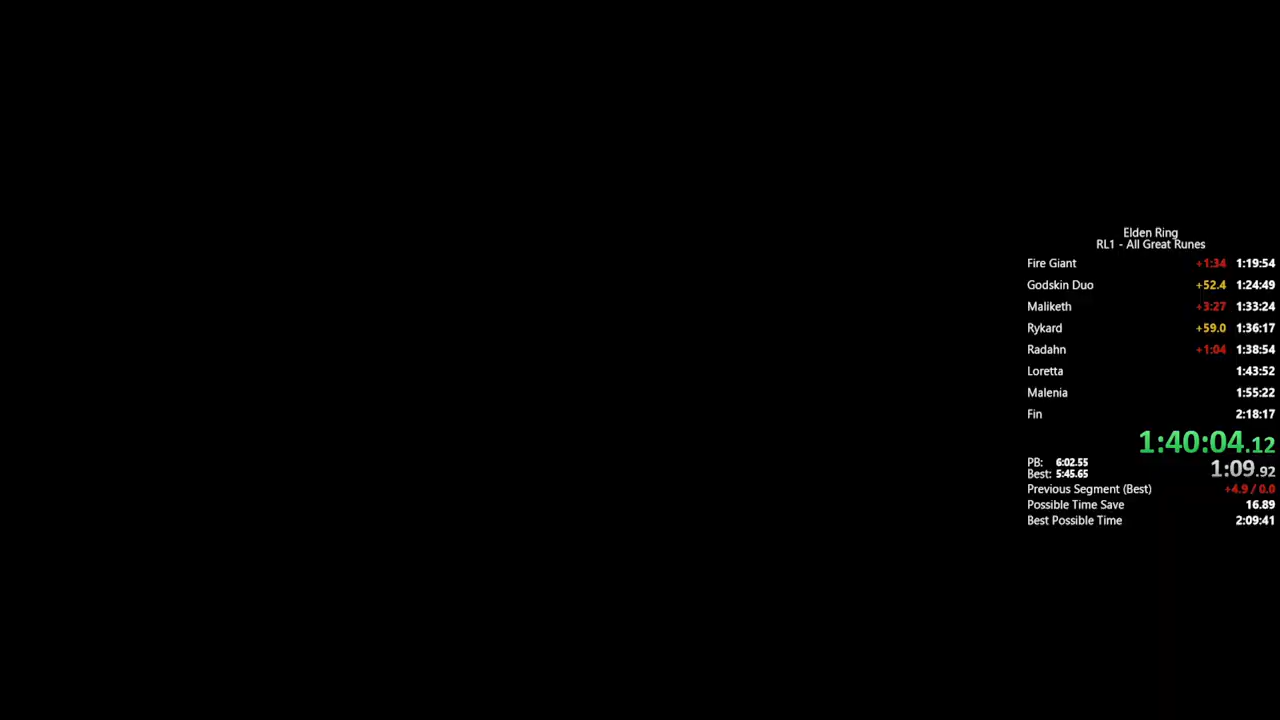 Elden Ring
RL1 - All Great Runes
Fire Giant +1:34 1:19:54
Godskin Duo +52.4 1:24:49
Maliketh +3:27 1:33:24
Rykard +59.0 1:36:17
Radahn +1:04 1:38:54
Loretta 1:43:52
Malenia 1:55:22
Fin 2:18:17
1:40:04.12
PB: 6:02.55
1:09.92
Best: 5:45.65
Previous Segment (Best) +4.9 / 0.0
Possible Time Save 16.89
Best Possible Time 2:09:41